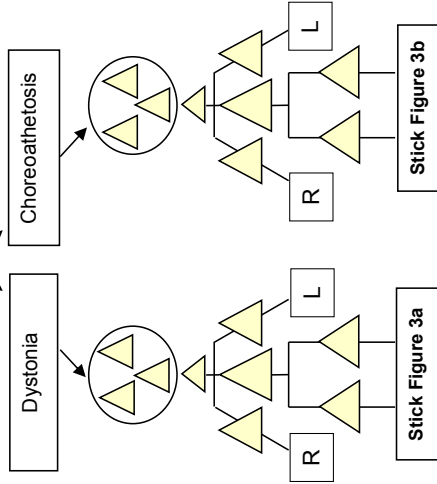 Dystonia
Choreoathetosis
R
L
R
L
Stick Figure 3a
Stick Figure 3b